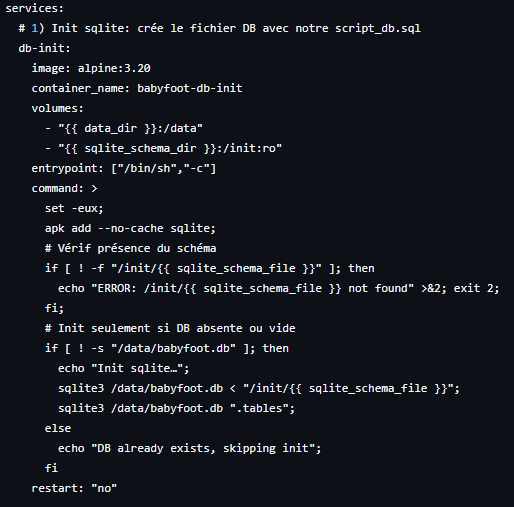 services:
  # 1) Init sqlite: crée le fichier DB avec notre script_db.sql
  db-init:
    image: alpine:3.20
    container_name: babyfoot-db-init
    volumes:
      - "{{ data_dir }}:/data"
      - "{{ sqlite_schema_dir }}:/init:ro"
    entrypoint: ["/bin/sh","-c"]
    command: >
      set -eux;
      apk add --no-cache sqlite;
      # Vérif présence du schéma
      if [ ! -f "/init/{{ sqlite_schema_file }}" ]; then
        echo "ERROR: /init/{{ sqlite_schema_file }} not found" >&2; exit 2;
      fi;
      # Init seulement si DB absente ou vide
      if [ ! -s "/data/babyfoot.db" ]; then
        echo "Init sqlite…";
        sqlite3 /data/babyfoot.db < "/init/{{ sqlite_schema_file }}";
        sqlite3 /data/babyfoot.db ".tables";
      else
        echo "DB already exists, skipping init";
      fi
    restart: "no"